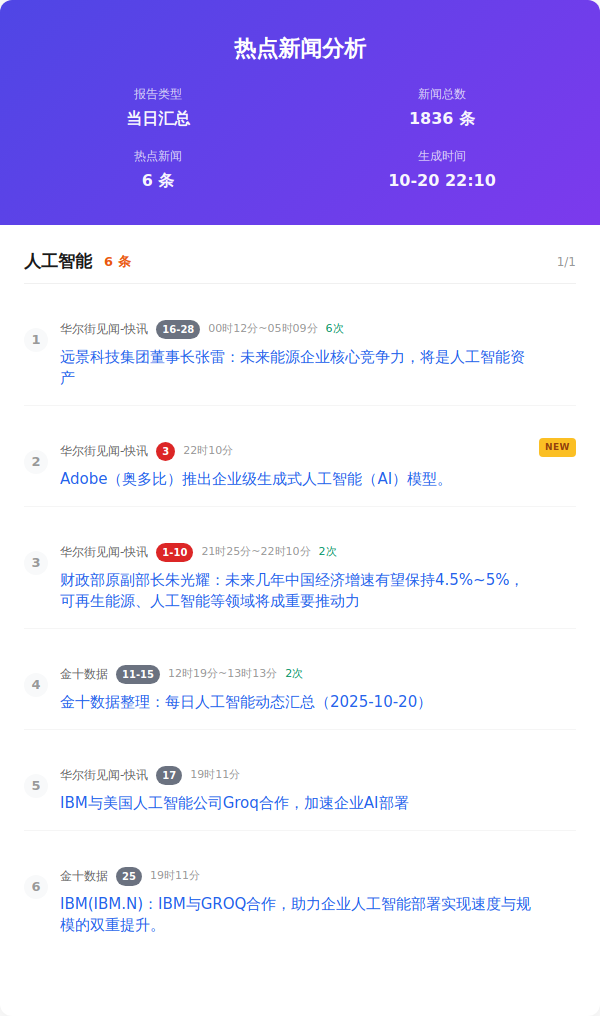 热点新闻分析
报告类型
新闻总数
当日汇总
1836 条
热点新闻
生成时间
6 条
10-20 22:10
人工智能 6 条 1/1
1
华尔街见闻-快讯 16-28 00时12分~05时09分 6次
远景科技集团董事长张雷：未来能源企业核心竞争力，将是人工智能资
产
2
华尔街见闻-快讯 3 22时10分 NEW
Adobe（奥多比）推出企业级生成式人工智能（AI）模型。
3
华尔街见闻-快讯 1-10 21时25分~22时10分 2次
财政部原副部长朱光耀：未来几年中国经济增速有望保持4.5%~5%，
可再生能源、人工智能等领域将成重要推动力
4
金十数据 11-15 12时19分~13时13分 2次
金十数据整理：每日人工智能动态汇总（2025-10-20）
5
华尔街见闻-快讯 17 19时11分
IBM与美国人工智能公司Groq合作，加速企业AI部署
6
金十数据 25 19时11分
IBM(IBM.N)：IBM与GROQ合作，助力企业人工智能部署实现速度与规
模的双重提升。